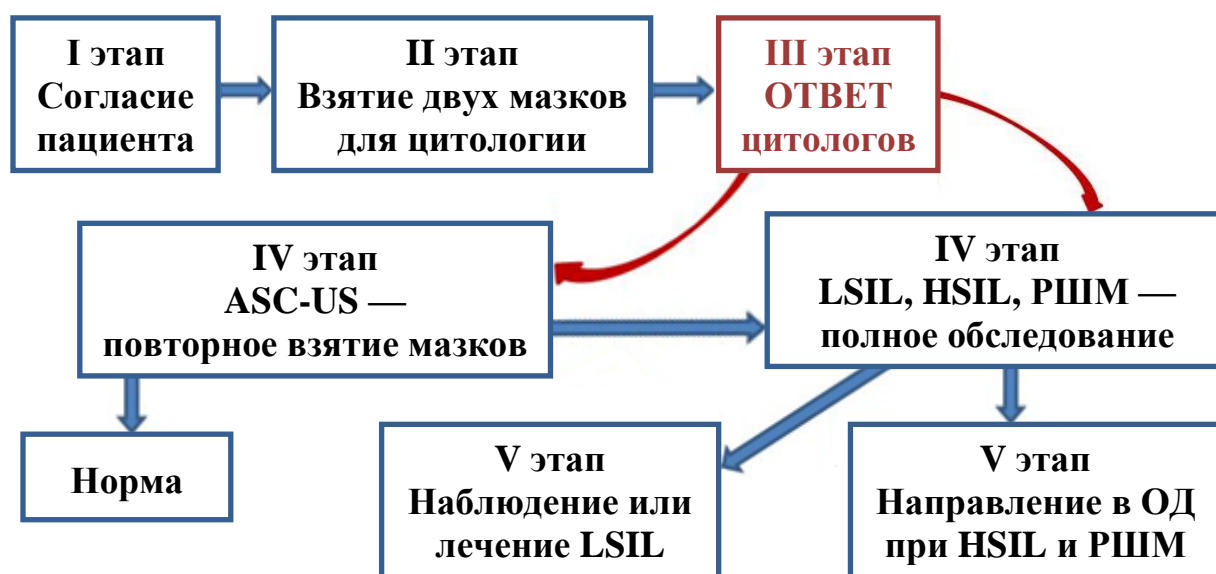 I этап
Согласие
пациента
II этап
Взятие двух мазков
для цитологии
III этап
ОТВЕТ
цитологов
IV этап
ASC-US —
повторное взятие мазков
IV этап
LSIL, HSIL, РШМ —
полное обследование
Норма
V этап
Наблюдение или
лечение LSIL
V этап
Направление в ОД
при HSIL и РШМ